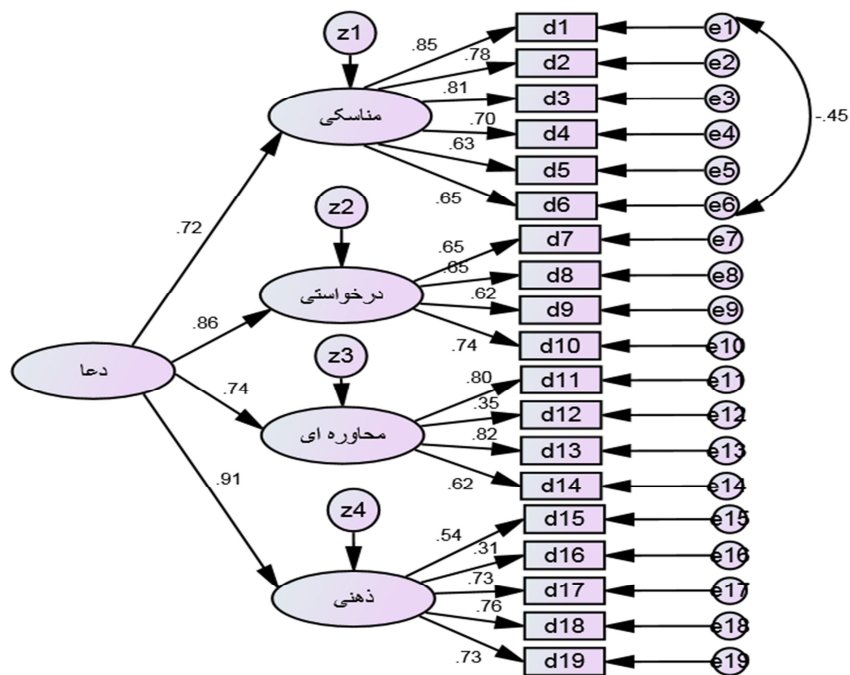 z1
مناسکی
.85
.78
.81
.70
.63
.65
d1
d2
d3
d4
d5
d6
e1
e2
e3
e4
e5
e6
-.45
.72
z2
درخواستی
.65
.65
.62
.74
d7
d8
d9
d10
e7
e8
e9
e10
.86
دعا
z3
محاوره ای
.80
.35
.82
.62
d11
d12
d13
d14
e11
e12
e13
e14
.74
z4
ذهنی
.54
.31
.73
.76
.73
d15
d16
d17
d18
d19
e15
e16
e17
e18
e19
.91